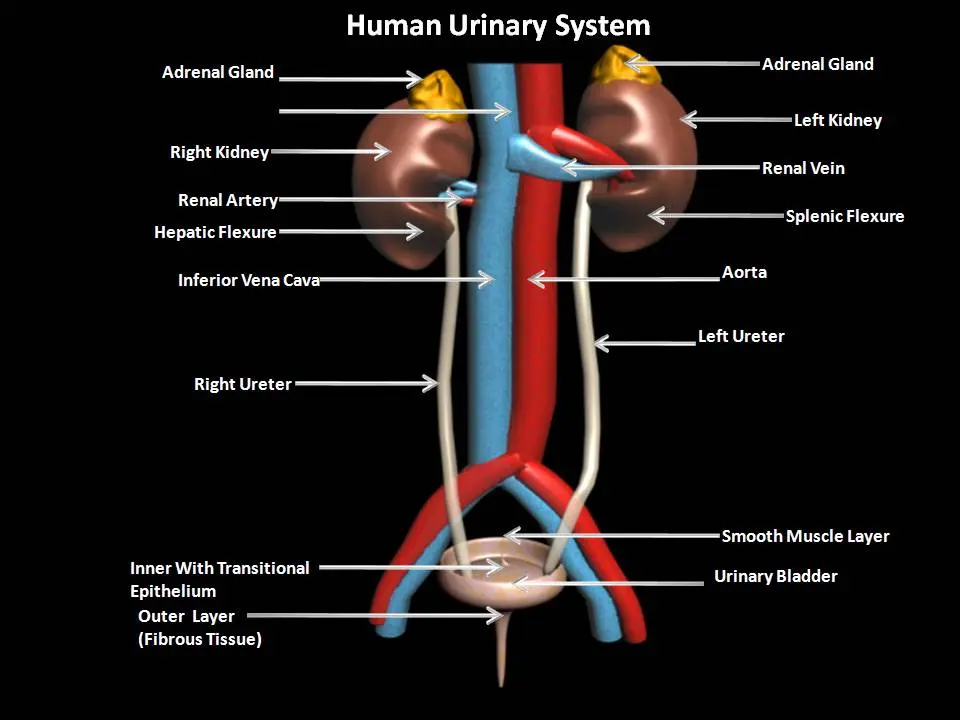 Human Urinary System
Adrenal Gland
Adrenal Gland
Left Kidney
Right Kidney
Renal Vein
Renal Artery
Splenic Flexure
Hepatic Flexure
Aorta
Inferior Vena Cava
Left Ureter
Right Ureter
Smooth Muscle Layer
Inner With Transitional
Epithelium
Urinary Bladder
Outer Layer
(Fibrous Tissue)